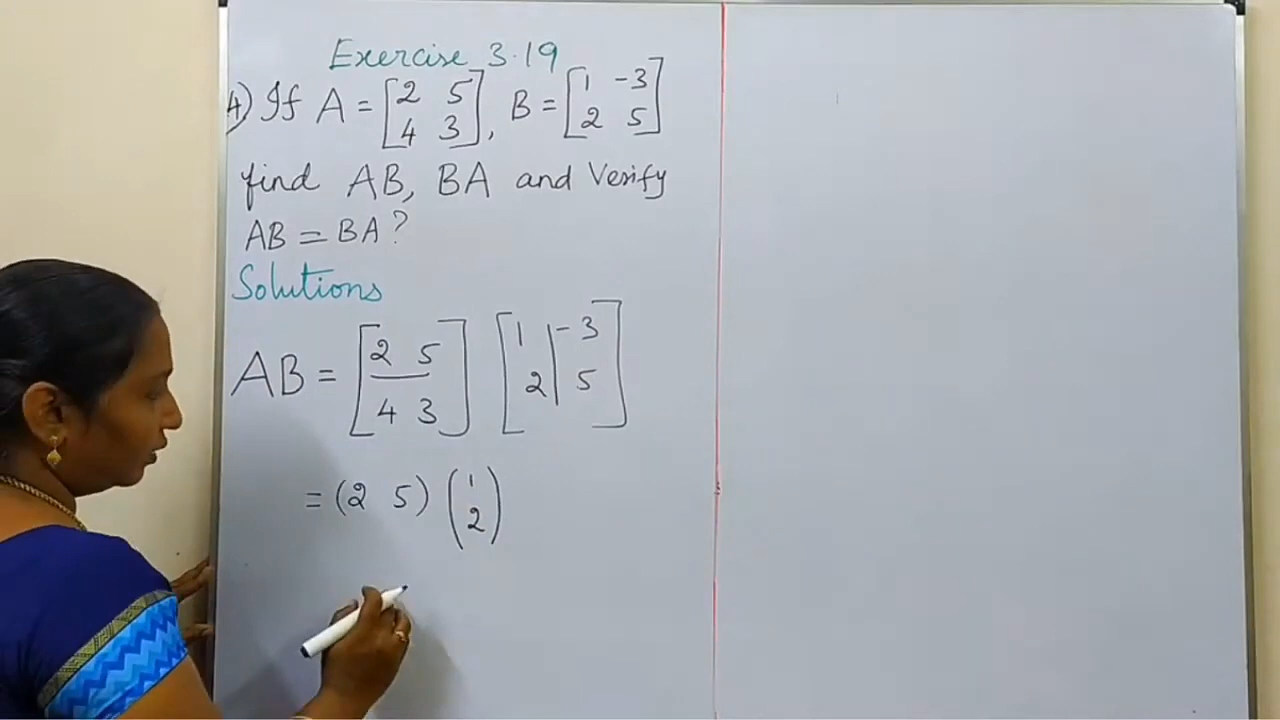 Exercise 3.19
4) If A = [2 5 4 3], B = [1 -3 2 5]
find AB, BA and Verify
AB = BA?
Solutions
AB = [2 5 4 3] [1 -3 2 5]
= (2 5) (1 2)